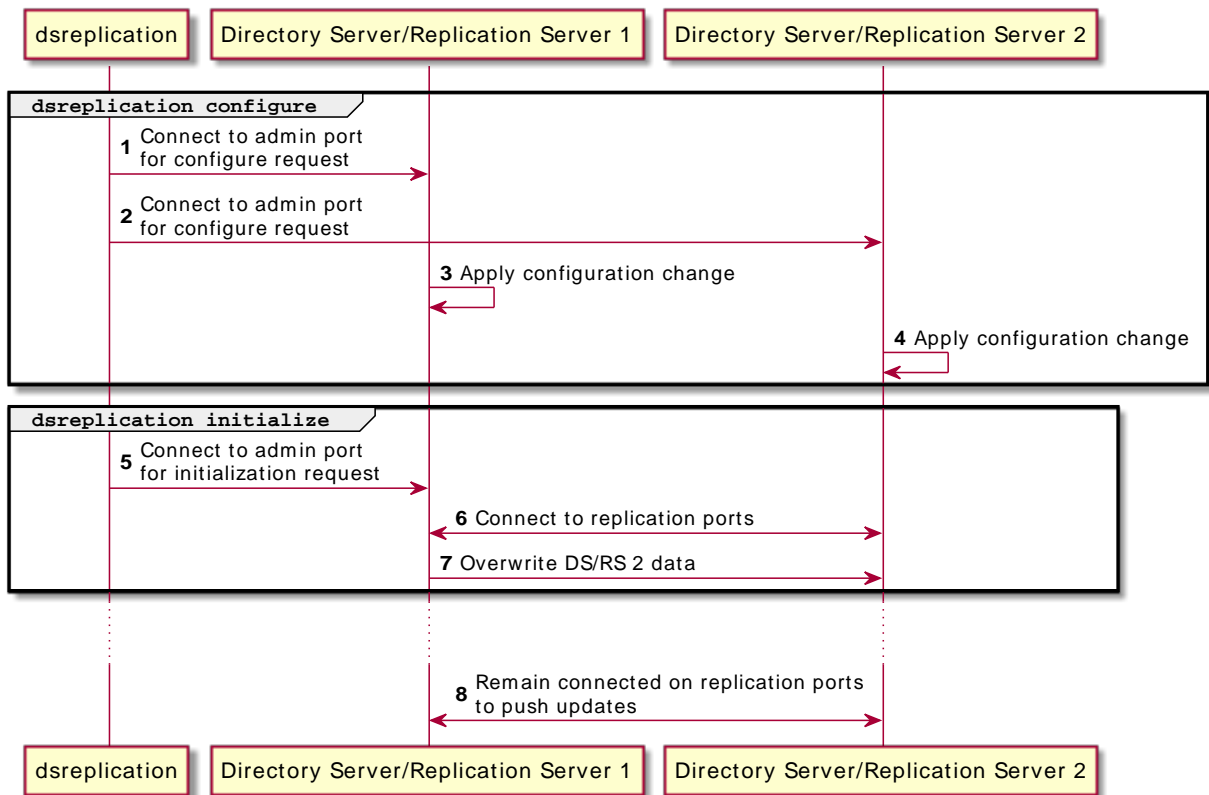 dsreplication
Directory Server/Replication Server 1
Directory Server/Replication Server 2
dsreplication configure
1 Connect to admin port
for configure request
2 Connect to admin port
for configure request
3 Apply configuration change
4 Apply configuration change
dsreplication initialize
5 Connect to admin port
for initialization request
6 Connect to replication ports
7 Overwrite DS/RS 2 data
8 Remain connected on replication ports
to push updates
dsreplication
Directory Server/Replication Server 1
Directory Server/Replication Server 2